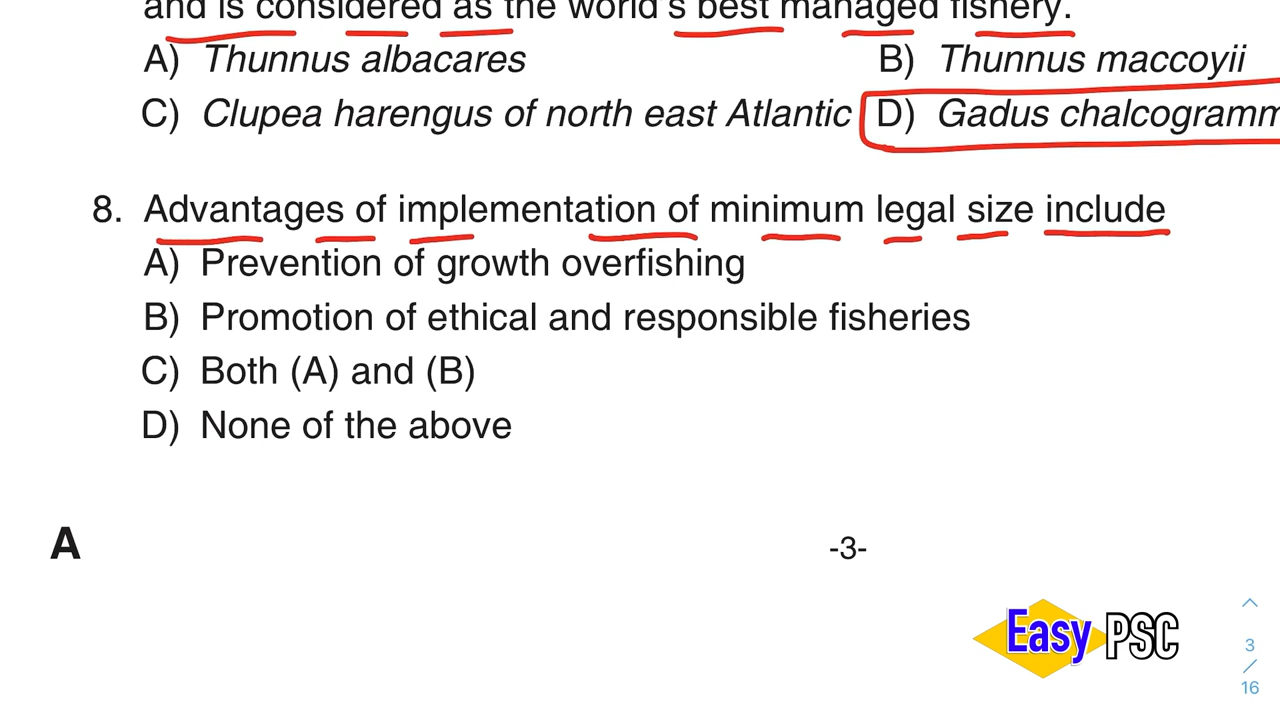 and is considered as the world's best managed fishery.
A) Thunnus albacares B) Thunnus maccoyii
C) Clupea harengus of north east Atlantic D) Gadus chalcogramm
8. Advantages of implementation of minimum legal size include
A) Prevention of growth overfishing
B) Promotion of ethical and responsible fisheries
C) Both (A) and (B)
D) None of the above
A -3-
Easy PSC
3
/
16